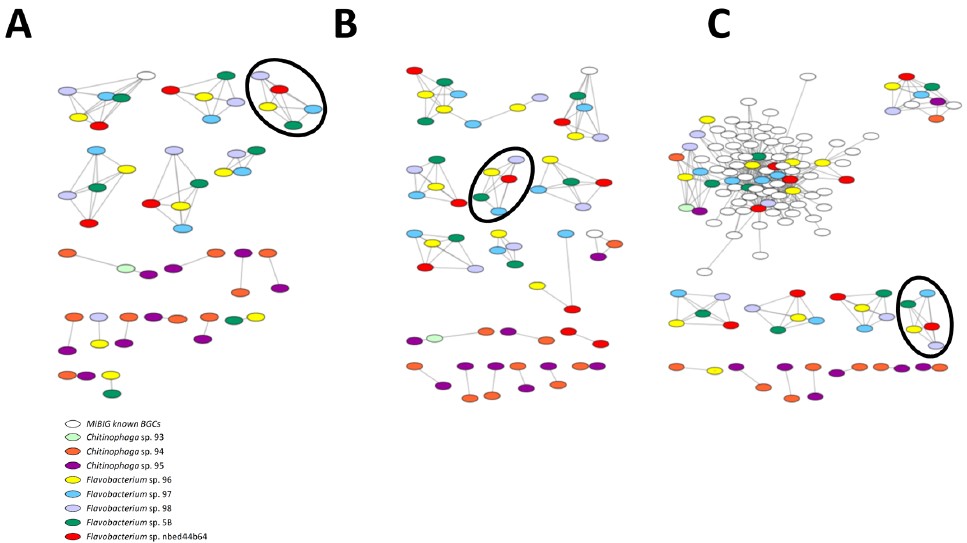 A
B
C
MIBIG known BGCs
Chitinophaga sp. 93
Chitinophaga sp. 94
Chitinophaga sp. 95
Flavobacterium sp. 96
Flavobacterium sp. 97
Flavobacterium sp. 98
Flavobacterium sp. 5B
Flavobacterium sp. nbed44b64